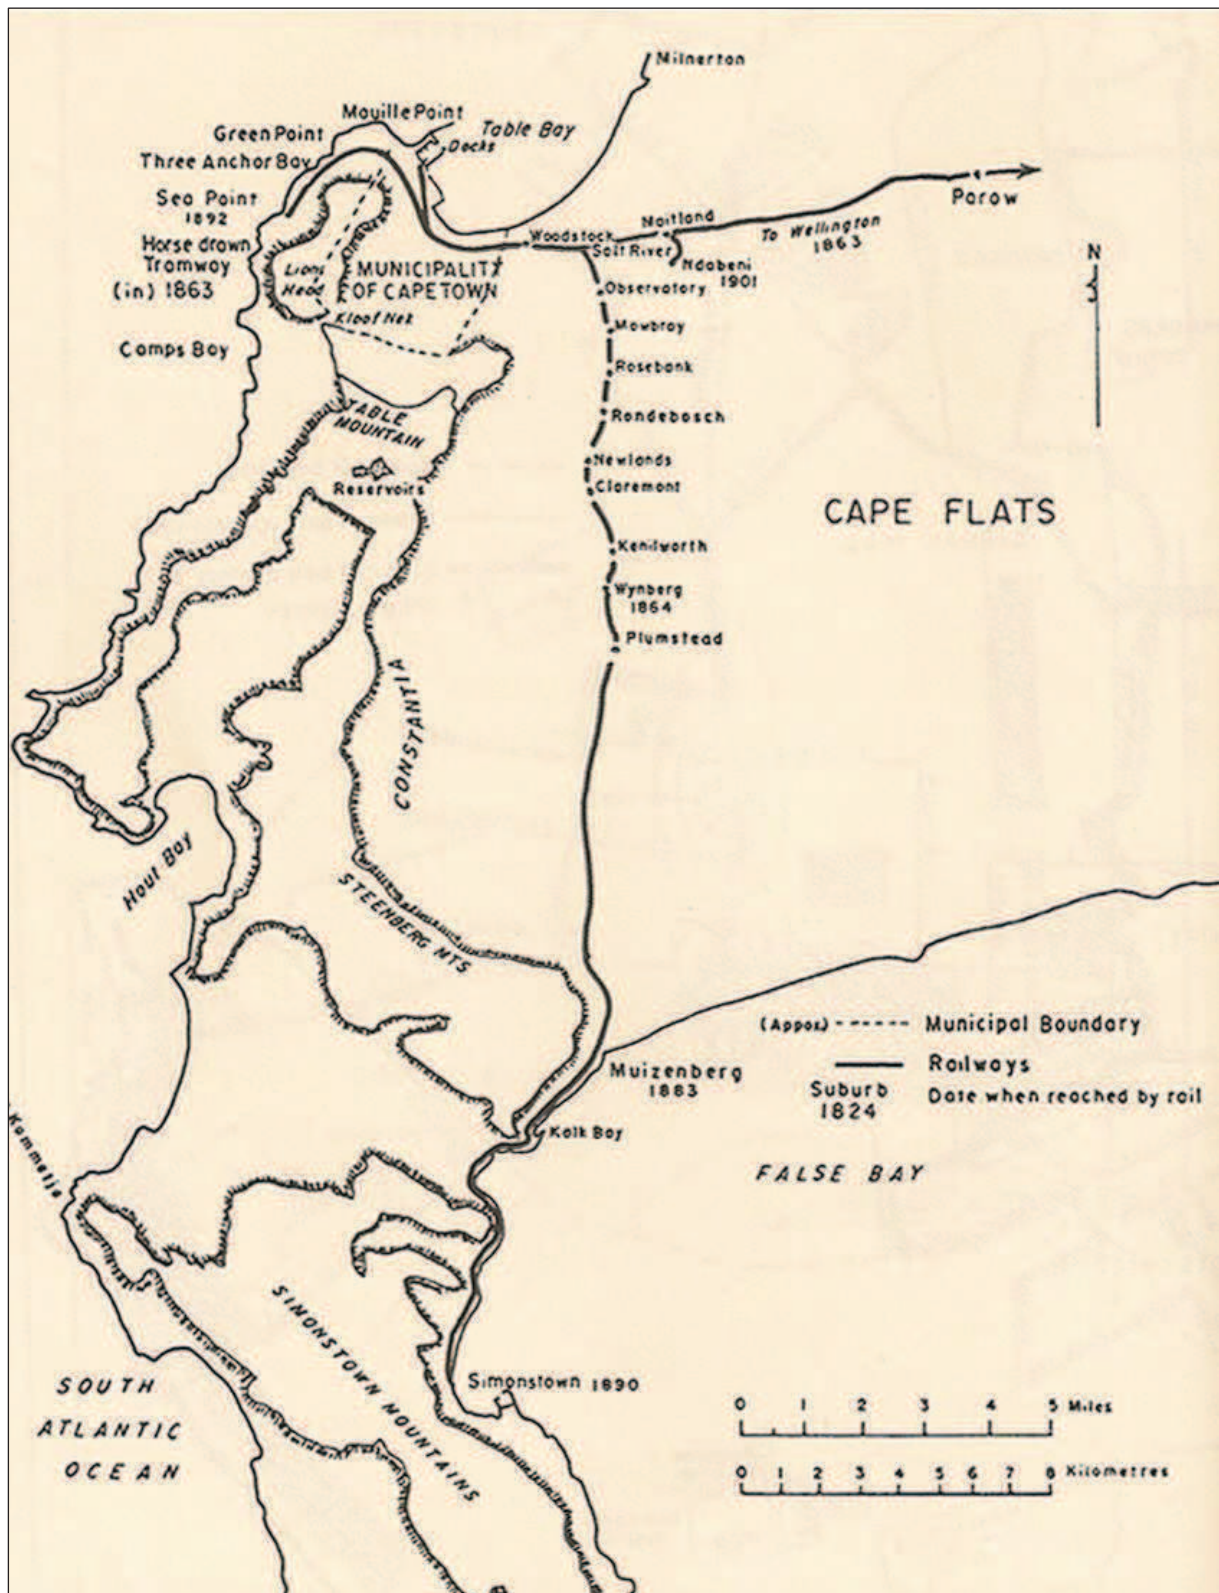 Milnerton
Mouille Point
Green Point
Table Bay
Docks
Three Anchor Bay
Sea Point
1892
Parow
Maitland
To Wellington
1863
Woodstock
Salt River
Ndabeni
1901
Horse drawn
Tramway
(in) 1863
Lions
Head
MUNICIPALITY
OF CAPETOWN
N
Observatory
Kloof Nek
Mowbray
Camps Bay
Rosebank
TABLE
MOUNTAIN
Rondebosch
Newlands
Reservoirs
Claremont
CAPE FLATS
Kenilworth
Wynberg
1864
Plumstead
CONSTANTIA
Hout Bay
STEENBERG MTS
(Appox.) Municipal Boundary
Railways
Suburb
1824
Date when reached by rail
Muizenberg
1883
Kalk Bay
Kommetje
FALSE BAY
SIMONSTOWN MOUNTAINS
Simonstown 1890
SOUTH
ATLANTIC
OCEAN
0 1 2 3 4 5 Miles
0 1 2 3 4 5 6 7 8 Kilometres